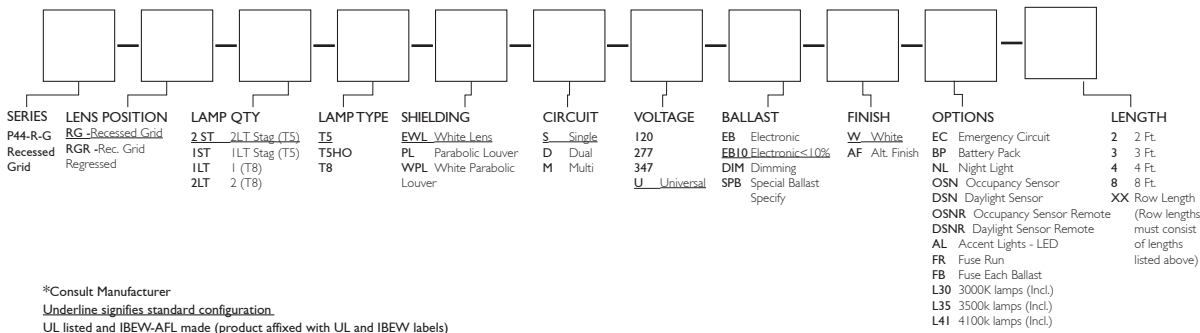 SERIES
P44-R-G
Recessed
Grid
LENS POSITION
RG -Recessed Grid
RGR -Rec. Grid
Regressed
LAMP QTY
2 ST 2LT Stag (T5)
1ST 1LT Stag (T5)
1LT 1 (T8)
2LT 2 (T8)
LAMP TYPE
T5
T5HO
T8
SHIELDING
EWL White Lens
PL Parabolic Louver
WPL White Parabolic
Louver
CIRCUIT
S Single
D Dual
M Multi
VOLTAGE
120
277
347
U Universal
BALLAST
EB Electronic
EB10 Electronic<10%
DIM Dimming
SPB Special Ballast
Specify
FINISH
W White
AF Alt. Finish
OPTIONS
EC Emergency Circuit
BP Battery Pack
NL Night Light
OSN Occupancy Sensor
DSN Daylight Sensor
OSNR Occupancy Sensor Remote
DSNR Daylight Sensor Remote
AL Accent Lights - LED
FR Fuse Run
FB Fuse Each Ballast
L30 3000K lamps (Incl.)
L35 3500k lamps (Incl.)
L41 4100k lamps (Incl.)
LENGTH
2 2 Ft.
3 3 Ft.
4 4 Ft.
8 8 Ft.
XX Row Length
(Row lengths
must consist
of lengths
listed above)
*Consult Manufacturer
Underline signifies standard configuration
UL listed and IBEW-AFL made (product affixed with UL and IBEW labels)